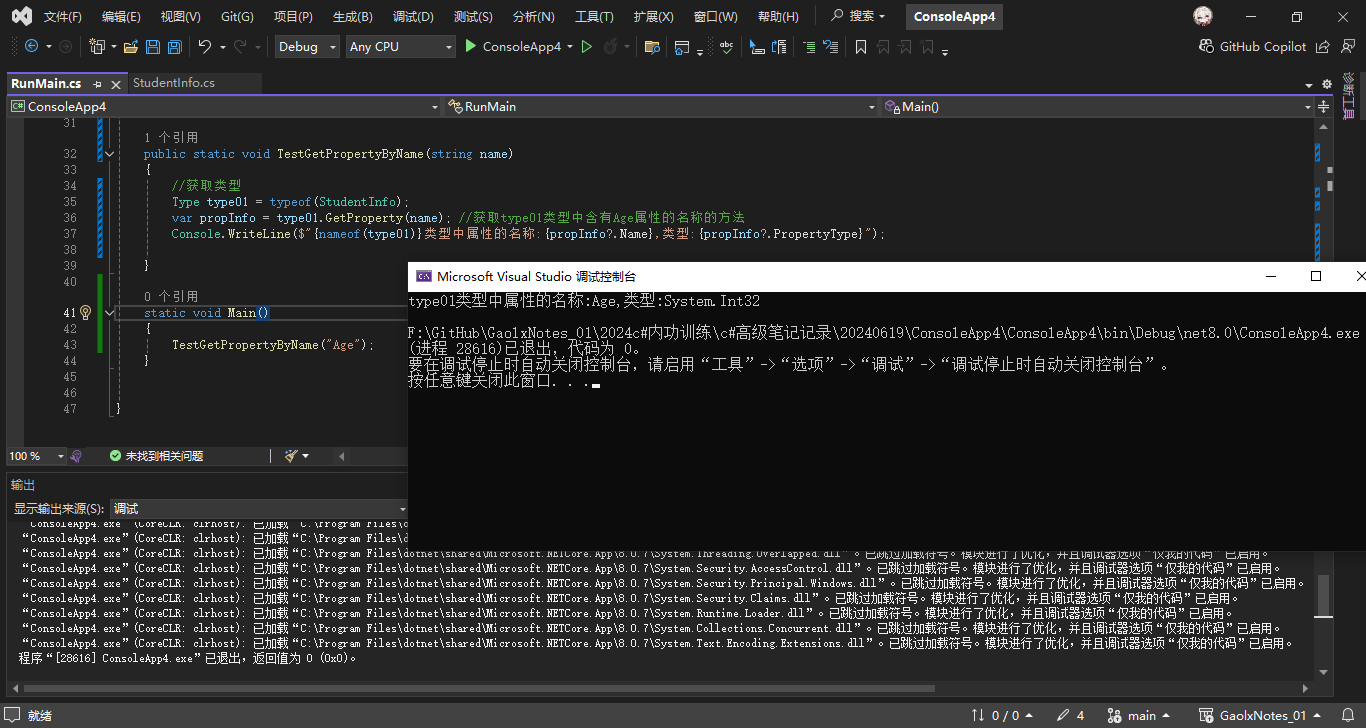 文件(F) 编辑(E) 视图(V) Git(G) 项目(P) 生成(B) 调试(D) 测试(S) 分析(N) 工具(T) 扩展(X) 窗口(W) 帮助(H) 搜索 ConsoleApp4
Debug Any CPU ConsoleApp4 GitHub Copilot
RunMain.cs StudentInfo.cs
诊断工具
ConsoleApp4 RunMain Main()
31
1 个引用
32 public static void TestGetPropertyByName(string name)
33 {
34 //获取类型
35 Type type01 = typeof(StudentInfo);
36 var propInfo = type01.GetProperty(name); //获取type01类型中含有Age属性的名称的方法
37 Console.WriteLine($"{nameof(type01)}类型中属性的名称:{propInfo?.Name},类型:{propInfo?.PropertyType}");
38
39 }
40
0 个引用
41 static void Main()
42 {
43 TestGetPropertyByName("Age");
44 }
45
46
47 }
Microsoft Visual Studio 调试控制台
type01类型中属性的名称:Age,类型:System.Int32
F:\GitHub\GaolxNotes_01\2024c#内功训练\c#高级笔记记录\20240619\ConsoleApp4\ConsoleApp4\bin\Debug\net8.0\ConsoleApp4.exe
(进程 28616)已退出，代码为 0。
要在调试停止时自动关闭控制台，请启用“工具”->“选项”->“调试”->“调试停止时自动关闭控制台”。
按任意键关闭此窗口. . .
100 % 未找到相关问题
输出
显示输出来源(S): 调试
“ConsoleApp4.exe”(CoreCLR: clrhost): 已加载“C:\Program Files\d
“ConsoleApp4.exe”(CoreCLR: clrhost): 已加载“C:\Program Files\d
“ConsoleApp4.exe”(CoreCLR: clrhost): 已加载“C:\Program Files\dotnet\shared\Microsoft.NETCore.App\8.0.7\System.Threading.Overlapped.dll”。已跳过加载符号。模块进行了优化，并且调试器选项“仅我的代码”已启用。
“ConsoleApp4.exe”(CoreCLR: clrhost): 已加载“C:\Program Files\dotnet\shared\Microsoft.NETCore.App\8.0.7\System.Security.AccessControl.dll”。已跳过加载符号。模块进行了优化，并且调试器选项“仅我的代码”已启用。
“ConsoleApp4.exe”(CoreCLR: clrhost): 已加载“C:\Program Files\dotnet\shared\Microsoft.NETCore.App\8.0.7\System.Security.Principal.Windows.dll”。已跳过加载符号。模块进行了优化，并且调试器选项“仅我的代码”已启用。
“ConsoleApp4.exe”(CoreCLR: clrhost): 已加载“C:\Program Files\dotnet\shared\Microsoft.NETCore.App\8.0.7\System.Security.Claims.dll”。已跳过加载符号。模块进行了优化，并且调试器选项“仅我的代码”已启用。
“ConsoleApp4.exe”(CoreCLR: clrhost): 已加载“C:\Program Files\dotnet\shared\Microsoft.NETCore.App\8.0.7\System.Runtime.Loader.dll”。已跳过加载符号。模块进行了优化，并且调试器选项“仅我的代码”已启用。
“ConsoleApp4.exe”(CoreCLR: clrhost): 已加载“C:\Program Files\dotnet\shared\Microsoft.NETCore.App\8.0.7\System.Collections.Concurrent.dll”。已跳过加载符号。模块进行了优化，并且调试器选项“仅我的代码”已启用。
“ConsoleApp4.exe”(CoreCLR: clrhost): 已加载“C:\Program Files\dotnet\shared\Microsoft.NETCore.App\8.0.7\System.Text.Encoding.Extensions.dll”。已跳过加载符号。模块进行了优化，并且调试器选项“仅我的代码”已启用。
程序“[28616] ConsoleApp4.exe”已退出，返回值为 0 (0x0)。
就绪 0 / 0 4 main GaolxNotes_01